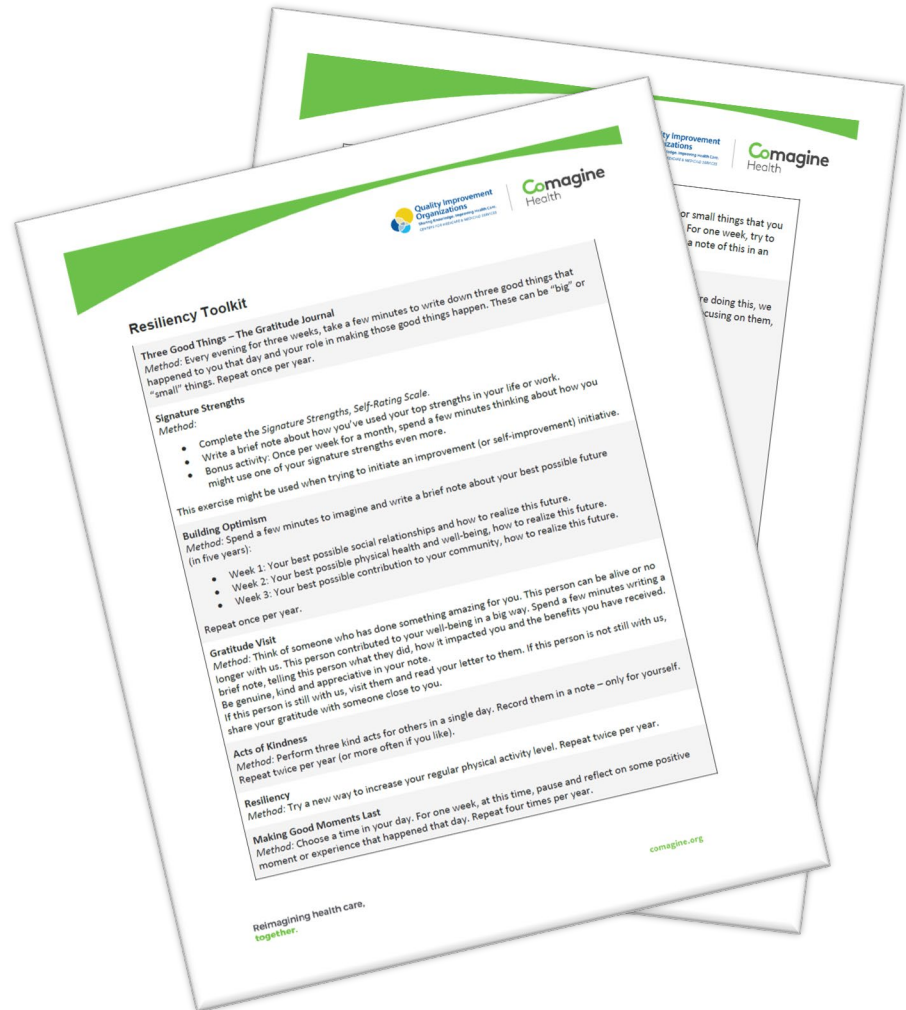 Quality Improvement
Organizations
Sharing Knowledge. Improving Health Care.
CENTERS FOR MEDICARE & MEDICAID SERVICES
Comagine
Health
Resiliency Toolkit
Three Good Things – The Gratitude Journal
Method: Every evening for three weeks, take a few minutes to write down three good things that
happened to you that day and your role in making those good things happen. These can be “big” or
“small” things. Repeat once per year.
Signature Strengths
Method:
• Complete the Signature Strengths, Self-Rating Scale.
• Write a brief note about how you’ve used your top strengths in your life or work.
• Bonus activity: Once per week for a month, spend a few minutes thinking about how you
might use one of your signature strengths even more.
This exercise might be used when trying to initiate an improvement (or self-improvement) initiative.
Building Optimism
Method: Spend a few minutes to imagine and write a brief note about your best possible future
(in five years):
• Week 1: Your best possible social relationships and how to realize this future.
• Week 2: Your best possible physical health and well-being, how to realize this future.
• Week 3: Your best possible contribution to your community, how to realize this future.
Repeat once per year.
Gratitude Visit
Method: Think of someone who has done something amazing for you. This person can be alive or no
longer with us. This person contributed to your well-being in a big way. Spend a few minutes writing a
brief note, telling this person what they did, how it impacted you and the benefits you have received.
Be genuine, kind and appreciative in your note.
If this person is still with us, visit them and read your letter to them. If this person is not still with us,
share your gratitude with someone close to you.
Acts of Kindness
Method: Perform three kind acts for others in a single day. Record them in a note – only for yourself.
Repeat twice per year (or more often if you like).
Resiliency
Method: Try a new way to increase your regular physical activity level. Repeat twice per year.
Making Good Moments Last
Method: Choose a time in your day. For one week, at this time, pause and reflect on some positive
moment or experience that happened that day. Repeat four times per year.
Reimagining health care,
together.
comagine.org
ty Improvement
izations
Comagine
Health
or small things that you
For one week, try to
a note of this in an
re doing this, we
cusing on them,